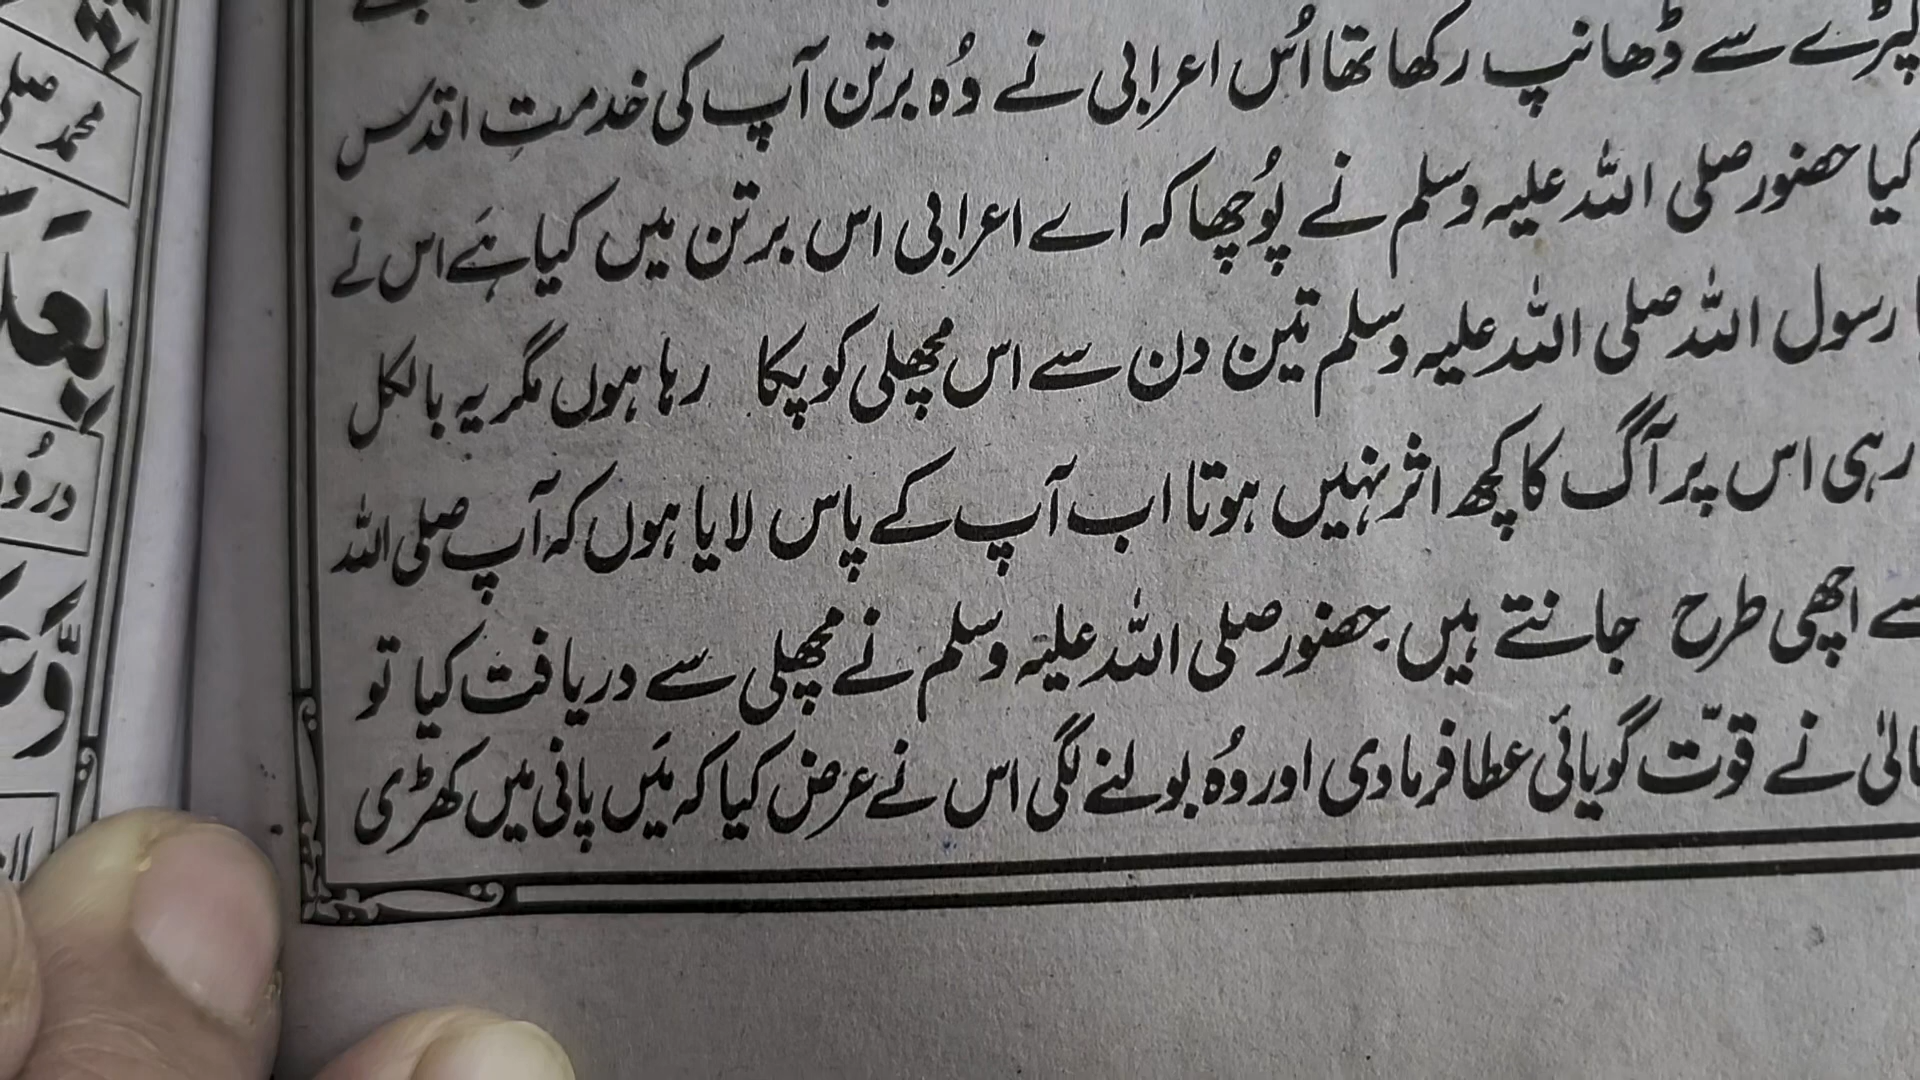 کپڑے سے ڈھانپ رکھا تھا اُس اعرابی نے وُہ برتن آپ کی خدمتِ اقدس
کیا حضور صلی اللہ علیہ وسلم نے پُوچھا کہ اے اعرابی اس برتن میں کیا ہَے اس نے
رسول اللہ صلی اللہ علیہ وسلم تین دن سے اس مچھلی کو پکا رہا ہوں مگر یہ بالکل
رہی اس پر آگ کا کچھ اثر نہیں ہوتا اب آپ کے پاس لایا ہوں کہ آپ صلی اللہ
اچھی طرح جانتے ہیں حضور صلی اللہ علیہ وسلم نے مچھلی سے دریافت کیا تو
نے قوّت گویائی عطا فرما دی اور وُہ بولنے لگی اس نے عرض کیا کہ مَیں پانی میں کھڑی
محمد صلی